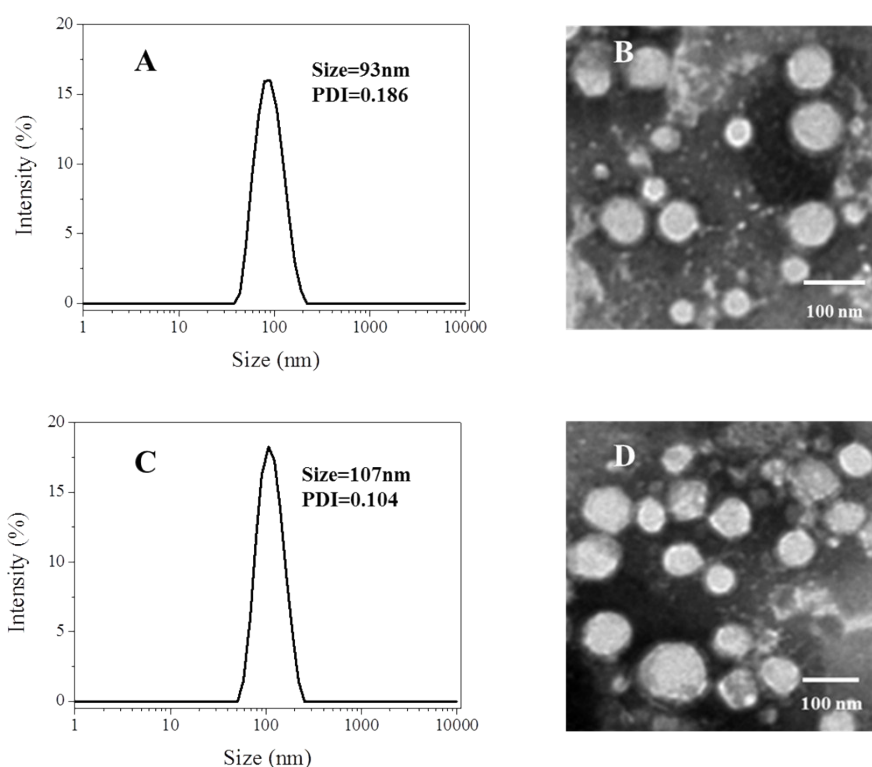 A
Size=93nm
PDI=0.186
Intensity (%)
20
15
10
5
0
1 10 100 1000 10000
Size (nm)
B
100 nm
C
Size=107nm
PDI=0.104
Intensity (%)
20
15
10
5
0
1 10 100 1000 10000
Size (nm)
D
100 nm